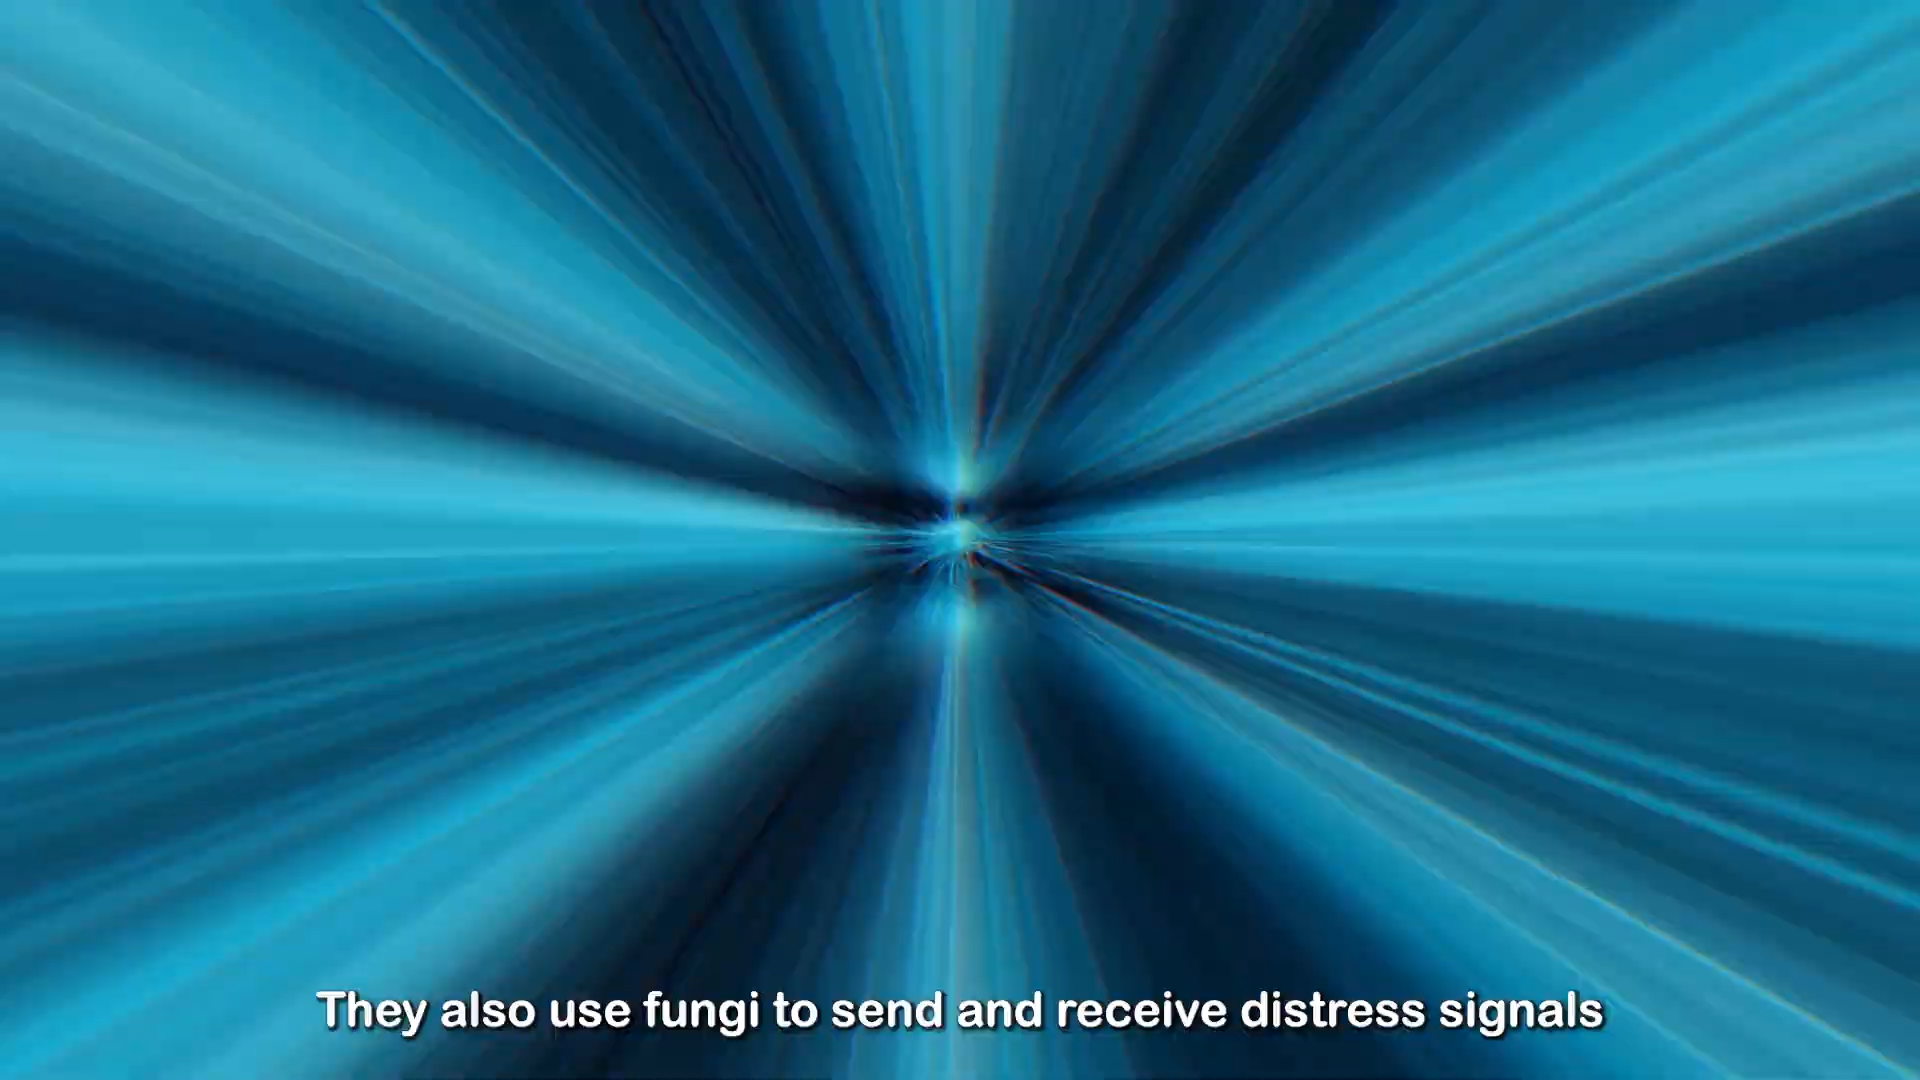 They also use fungi to send and receive distress signals